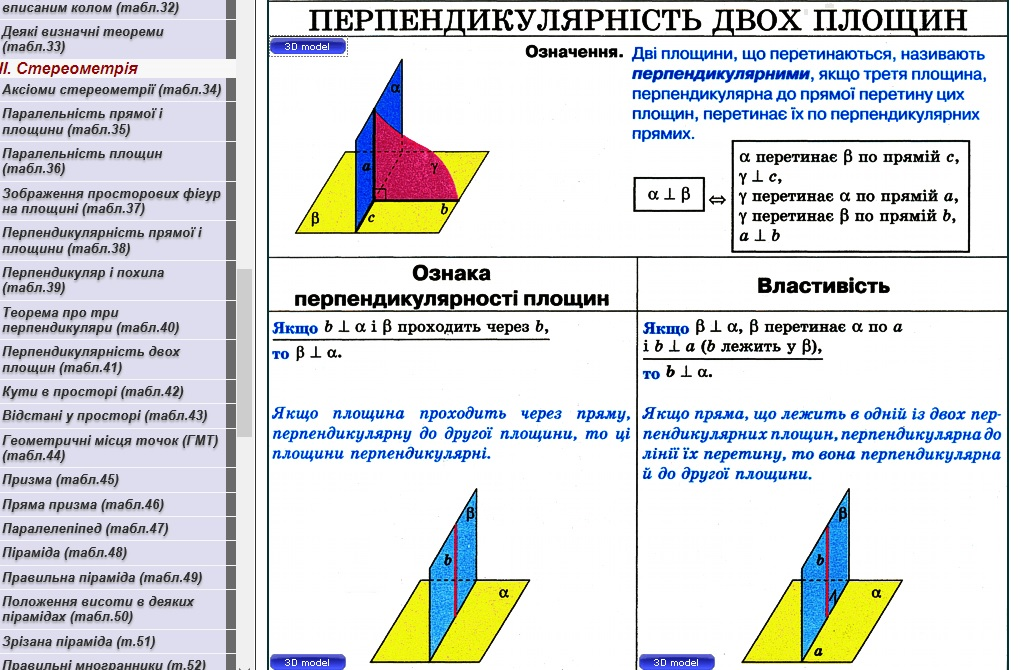 вписаним колом (табл.32)
Деякі визначні теореми
(табл.33)
II. Стереометрія
Аксіоми стереометрії (табл.34)
Паралельність прямої і
площини (табл.35)
Паралельність площин
(табл.36)
Зображення просторових фігур
на площині (табл.37)
Перпендикулярність прямої і
площини (табл.38)
Перпендикуляр і похила
(табл.39)
Теорема про три
перпендикуляри (табл.40)
Перпендикулярність двох
площин (табл.41)
Кути в просторі (табл.42)
Відстані у просторі (табл.43)
Геометричні місця точок (ГМТ)
(табл.44)
Призма (табл.45)
Пряма призма (табл.46)
Паралелепіпед (табл.47)
Піраміда (табл.48)
Правильна піраміда (табл.49)
Положення висоти в деяких
пірамідах (табл.50)
Зрізана піраміда (т.51)
Правильні многранники (т.52)
ПЕРПЕНДИКУЛЯРНІСТЬ ДВОХ ПЛОЩИН
3D model
Означення. Дві площини, що перетинаються, називають
перпендикулярними, якщо третя площина,
перпендикулярна до прямої перетину цих
площин, перетинає їх по перпендикулярних
прямих.
α
a
γ
β
c
b
α ⊥ β ⇔
α перетинає β по прямій c,
γ ⊥ c,
γ перетинає α по прямій a,
γ перетинає β по прямій b,
a ⊥ b
Ознака
перпендикулярності площин
Якщо b ⊥ α і β проходить через b,
то β ⊥ α.
Якщо площина проходить через пряму,
перпендикулярну до другої площини, то ці
площини перпендикулярні.
β
b
α
3D model
Властивість
Якщо β ⊥ α, β перетинає α по a
і b ⊥ a (b лежить у β),
то b ⊥ α.
Якщо пряма, що лежить в одній із двох пер-
пендикулярних площин, перпендикулярна до
лінії їх перетину, то вона перпендикулярна
й до другої площини.
β
b
α
a
3D model